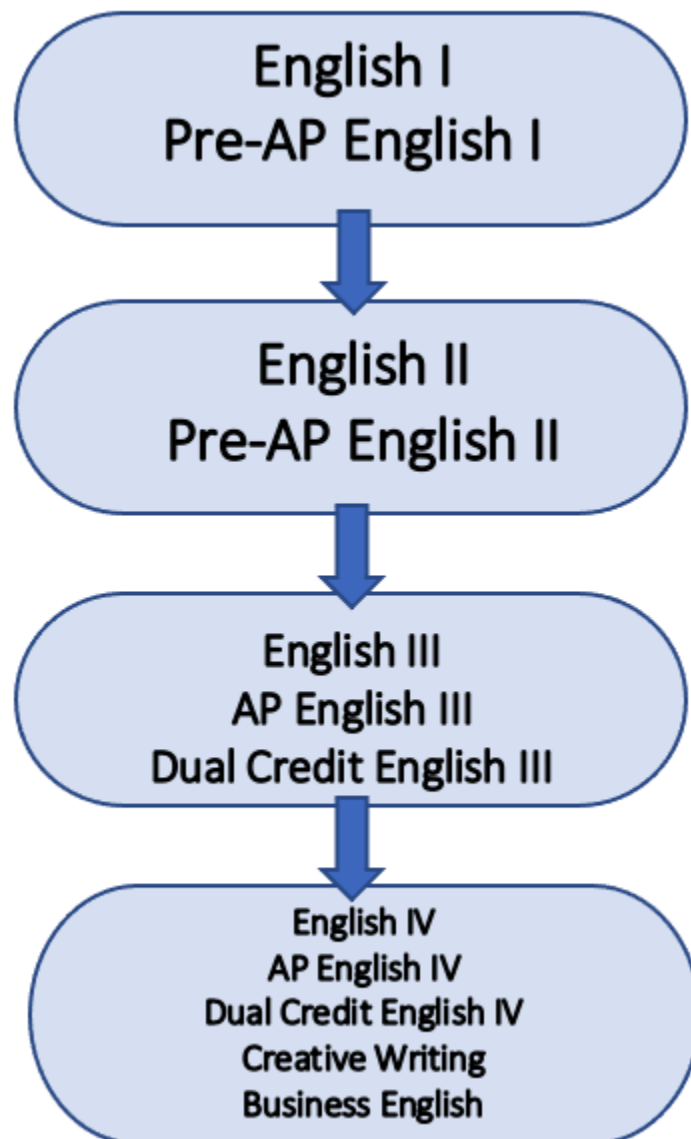 English I
Pre-AP English I
English II
Pre-AP English II
English III
AP English III
Dual Credit English III
English IV
AP English IV
Dual Credit English IV
Creative Writing
Business English